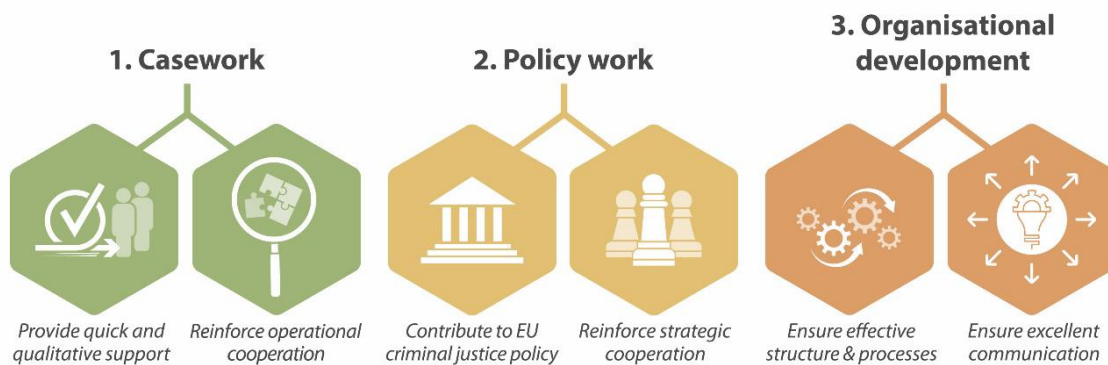 1. Casework
2. Policy work
3. Organisational
development
Provide quick and
qualitative support
Reinforce operational
cooperation
Contribute to EU
criminal justice policy
Reinforce strategic
cooperation
Ensure effective
structure & processes
Ensure excellent
communication